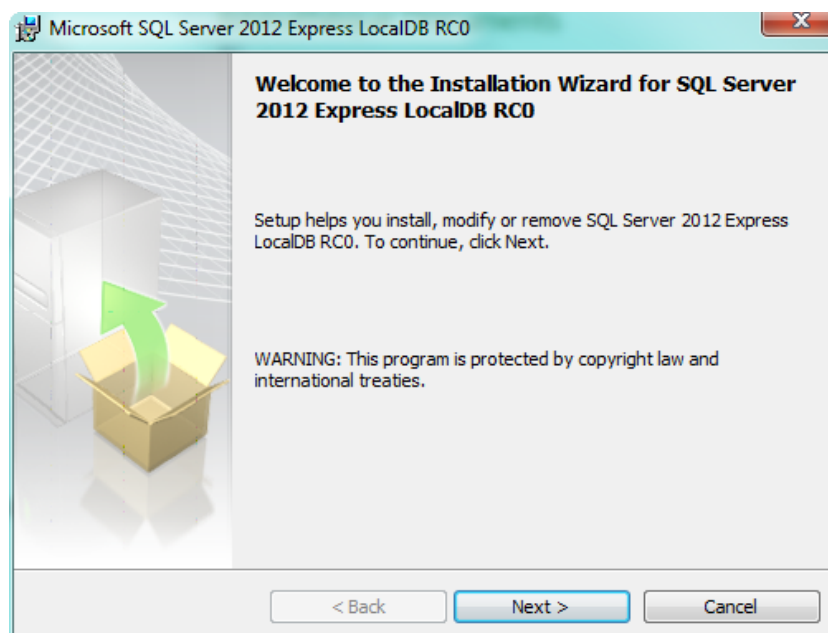 Microsoft SQL Server 2012 Express LocalDB RC0
Welcome to the Installation Wizard for SQL Server
2012 Express LocalDB RC0
Setup helps you install, modify or remove SQL Server 2012 Express
LocalDB RC0. To continue, click Next.
WARNING: This program is protected by copyright law and
international treaties.
< Back Next > Cancel